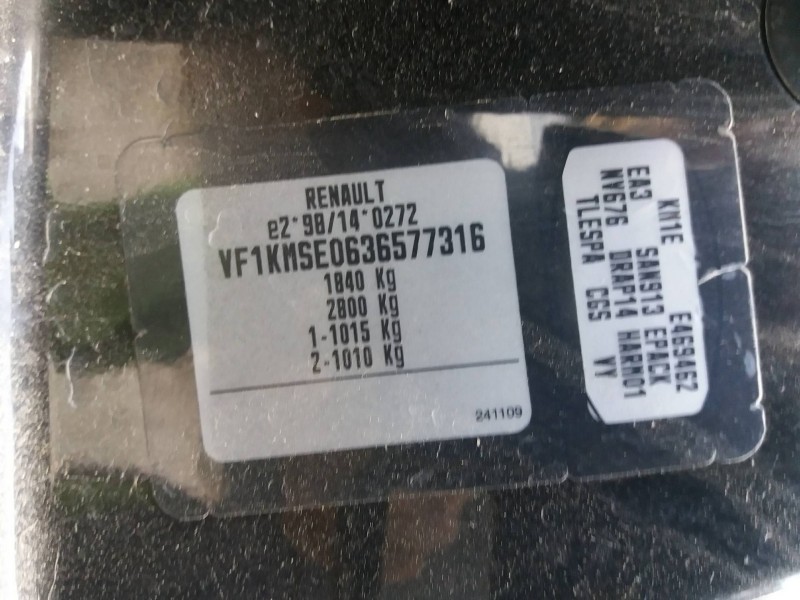 RENAULT
e2*98/14*0272
VF1KMSE0636577316
1840 Kg
2800 Kg
1-1015 Kg
2-1010 Kg
241109
KM1E E469462
EA3 SAN913 EPACK
NV676 DRAP14 HARM01
TLESPA CGS VY